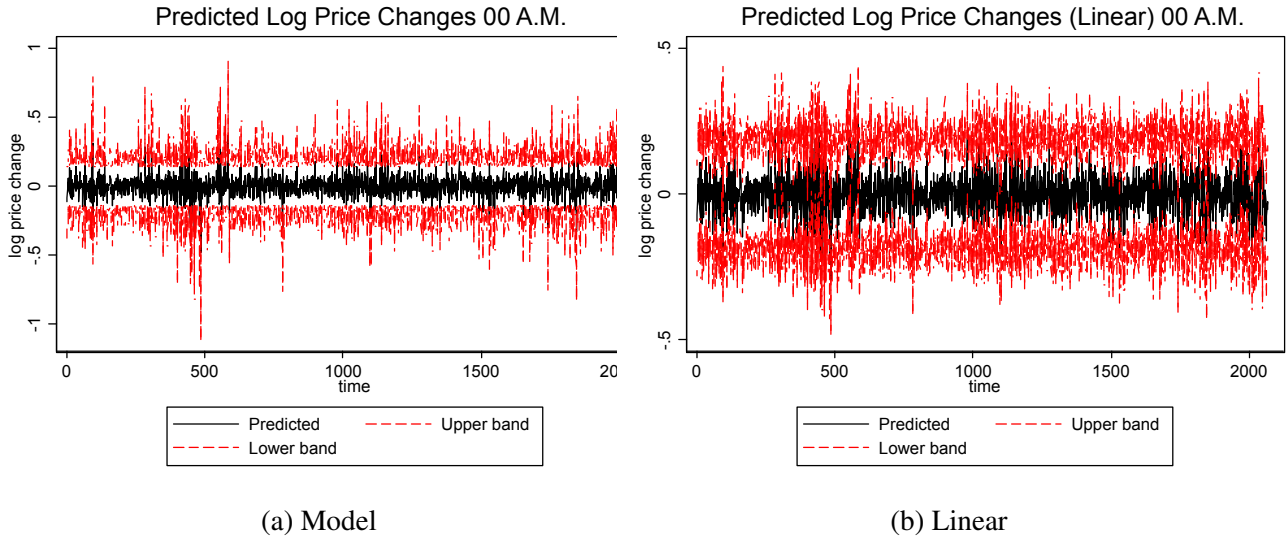 Predicted Log Price Changes 00 A.M.
log price change
1
.5
0
-.5
-1
0 500 1000 1500 200
time
Predicted Upper band
Lower band
(a) Model
Predicted Log Price Changes (Linear) 00 A.M.
log price change
.5
0
-.5
0 500 1000 1500 2000
time
Predicted Upper band
Lower band
(b) Linear